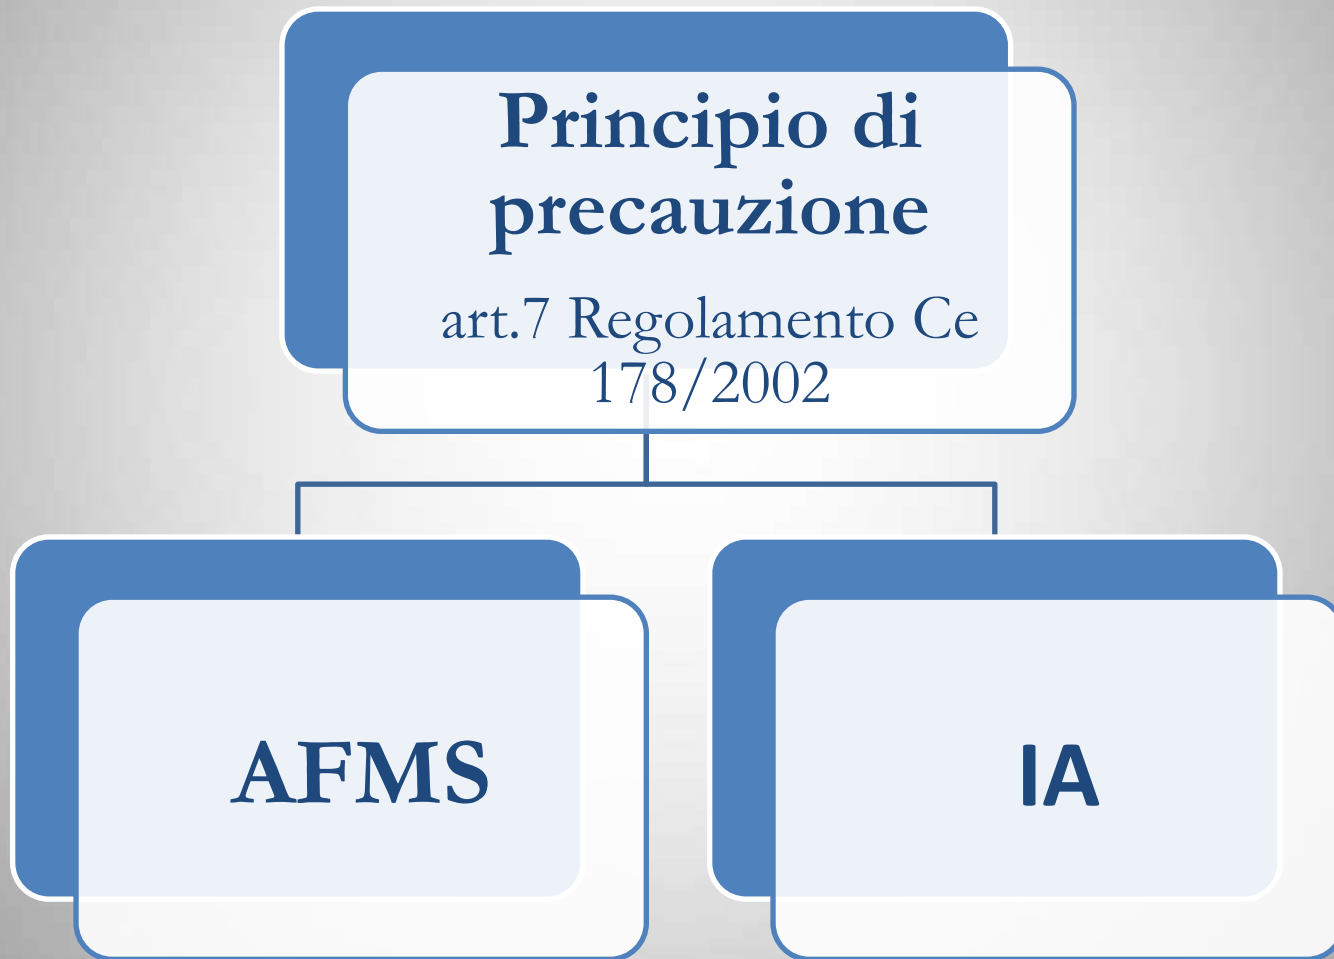 Principio di
precauzione
art.7 Regolamento Ce
178/2002
AFMS
IA